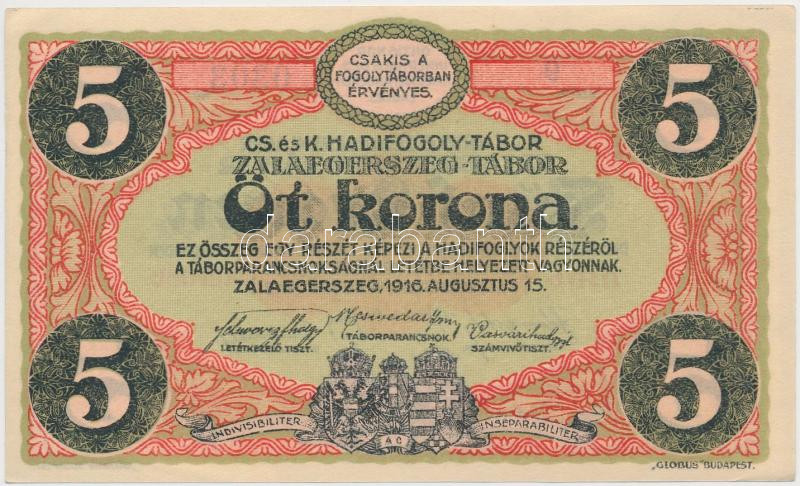 5
CSAKIS A
FOGOLYTÁBORBAN
ÉRVÉNYES.
5
CS. és K. HADIFOGOLY-TÁBOR
ZALAEGERSZEG-TÁBOR
Öt korona
EZ ÖSSZEG EGY RÉSZÉT KÉPEZI A HADIFOGLYOK RÉSZÉRŐL
A TÁBORPARANCSNOKSÁGNÁL LETÉTBE HELYEZETT VAGYONNAK.
ZALAEGERSZEG, 1916. AUGUSZTUS 15.
darabanth
LETÉTKEZELŐ TISZT. TÁBORPARANCSNOK. SZÁMVIVŐTISZT.
5
INDIVISIBILITER AC INSEPARABILITER
5
„GLOBUS" BUDAPEST.